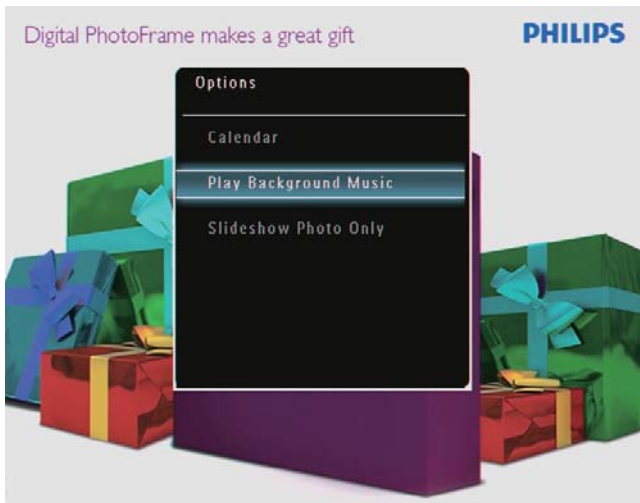 Digital PhotoFrame makes a great gift
PHILIPS
Options
Calendar
Play Background Music
Slideshow Photo Only